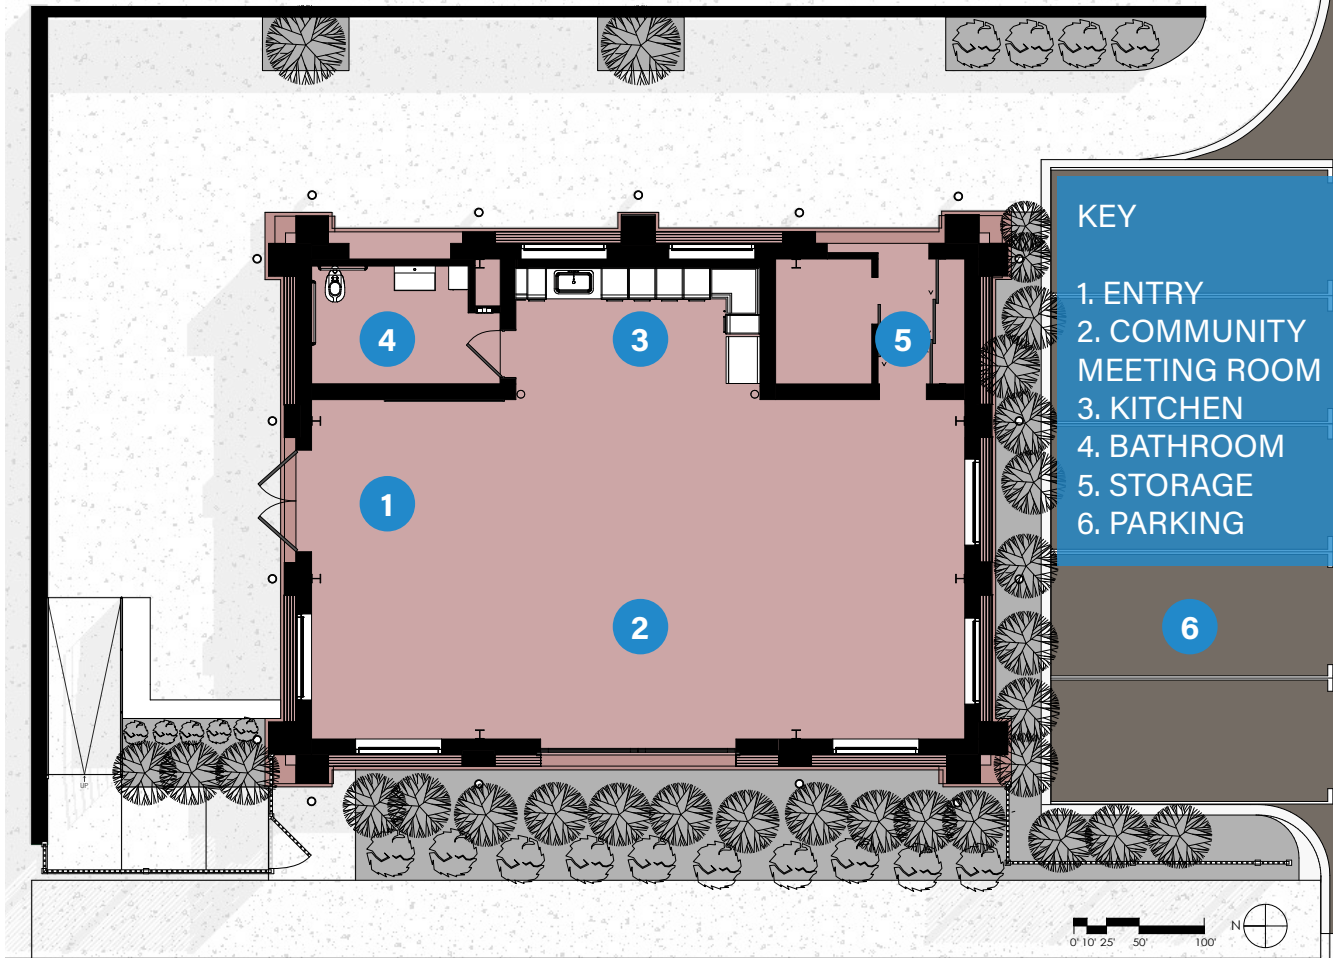 KEY
1. ENTRY
2. COMMUNITY
MEETING ROOM
3. KITCHEN
4. BATHROOM
5. STORAGE
6. PARKING
4
3
5
1
2
6
UP
N
0' 10' 25' 50' 100'